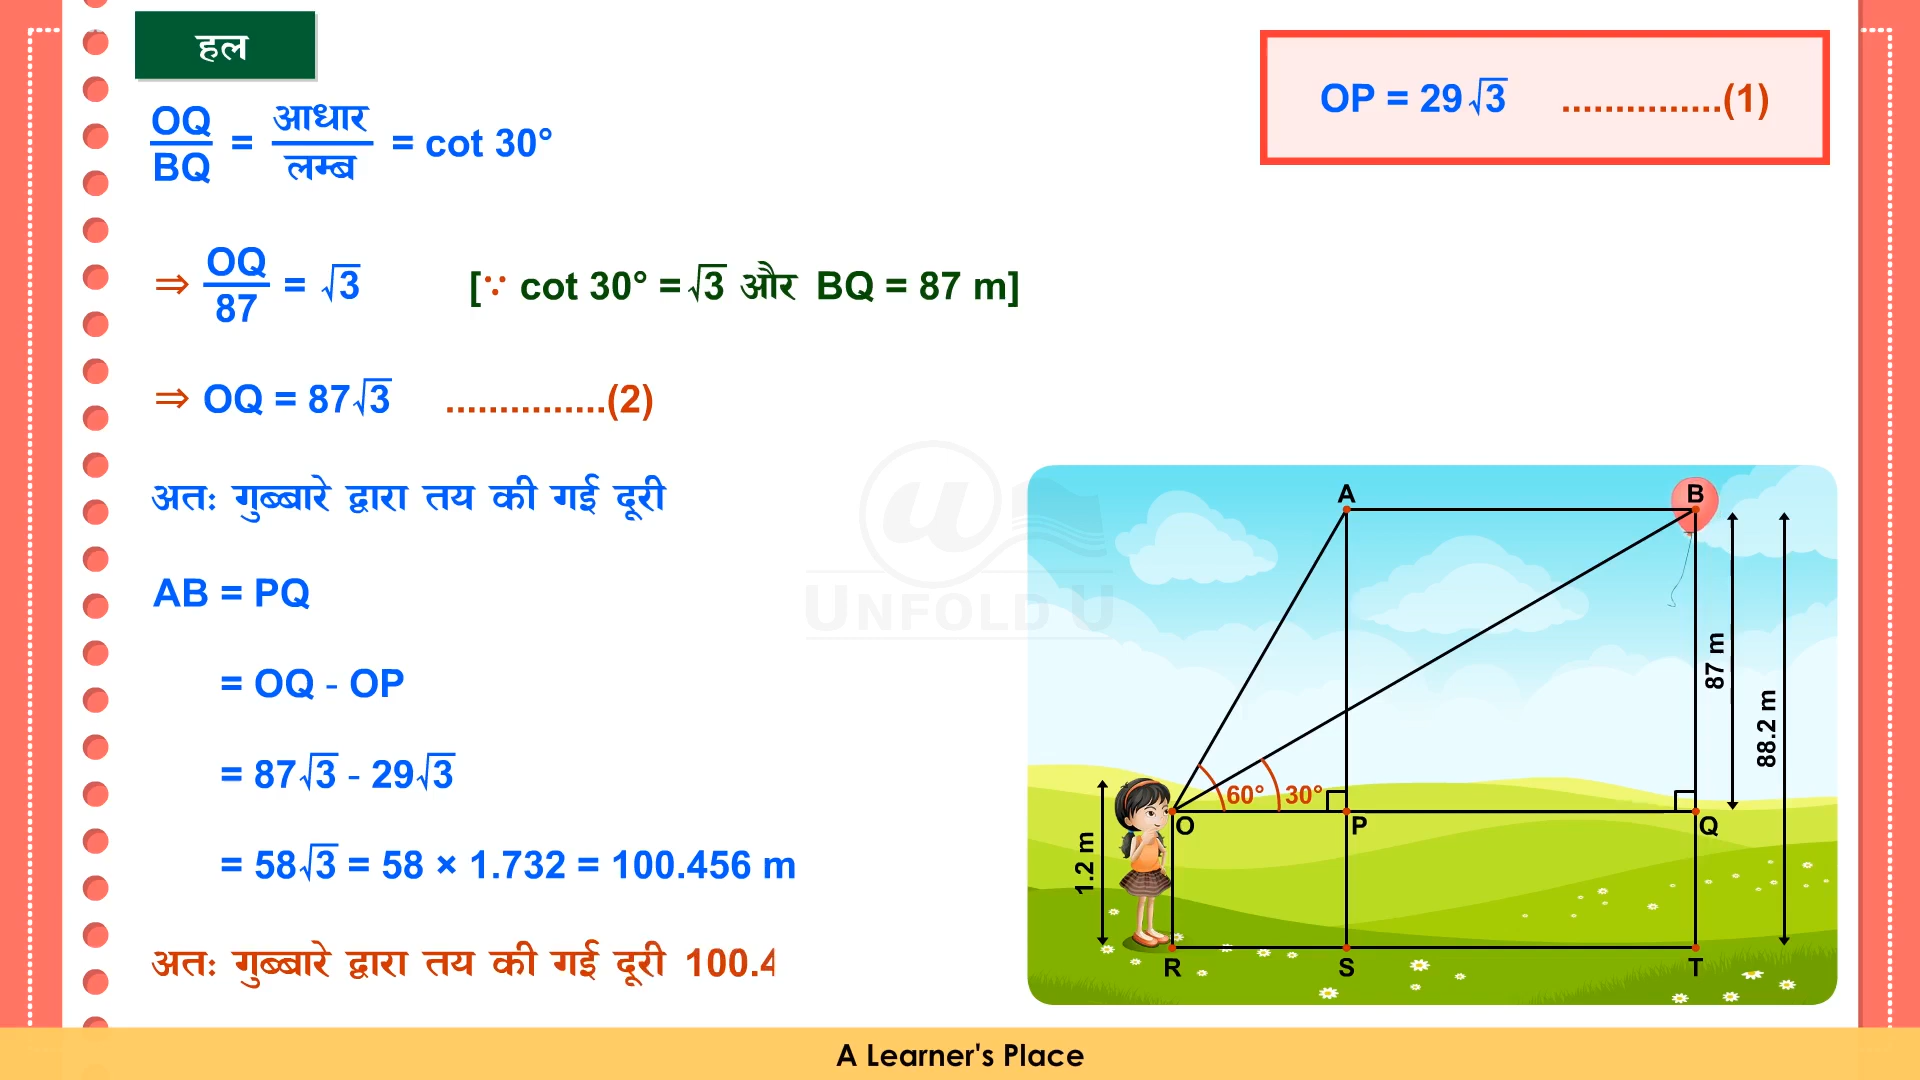 हल
OP = 29√3 ...............(1)
OQ/BQ = आधार/लम्ब = cot 30°
⇒ OQ/87 = √3 [∵ cot 30° = √3 और BQ = 87 m]
⇒ OQ = 87√3 ...............(2)
अतः गुब्बारे द्वारा तय की गई दूरी
AB = PQ
= OQ - OP
= 87√3 - 29√3
= 58√3 = 58 × 1.732 = 100.456 m
अतः गुब्बारे द्वारा तय की गई दूरी 100.4
A B
87 m
88.2 m
60° 30°
O P Q
1.2 m
R S T
UNFOLD U
A Learner's Place